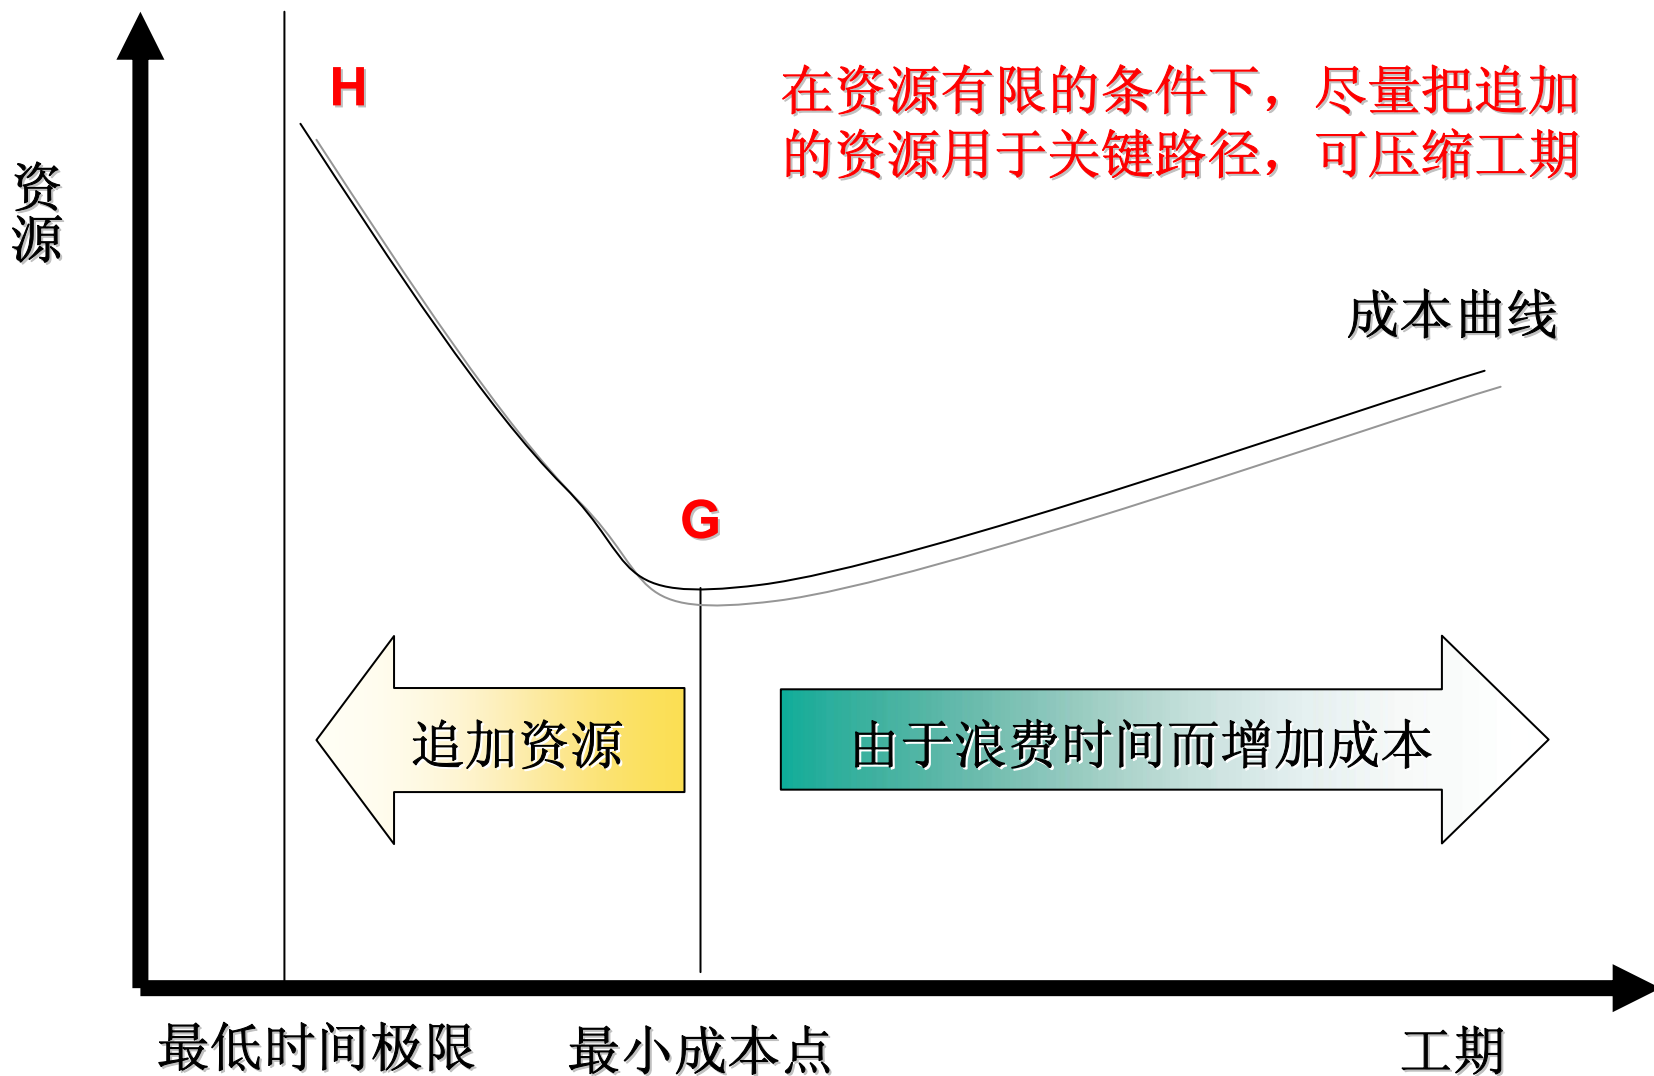 H
在资源有限的条件下，尽量把追加
的资源用于关键路径，可压缩工期
资
源
成本曲线
G
追加资源
由于浪费时间而增加成本
最低时间极限
最小成本点
工期